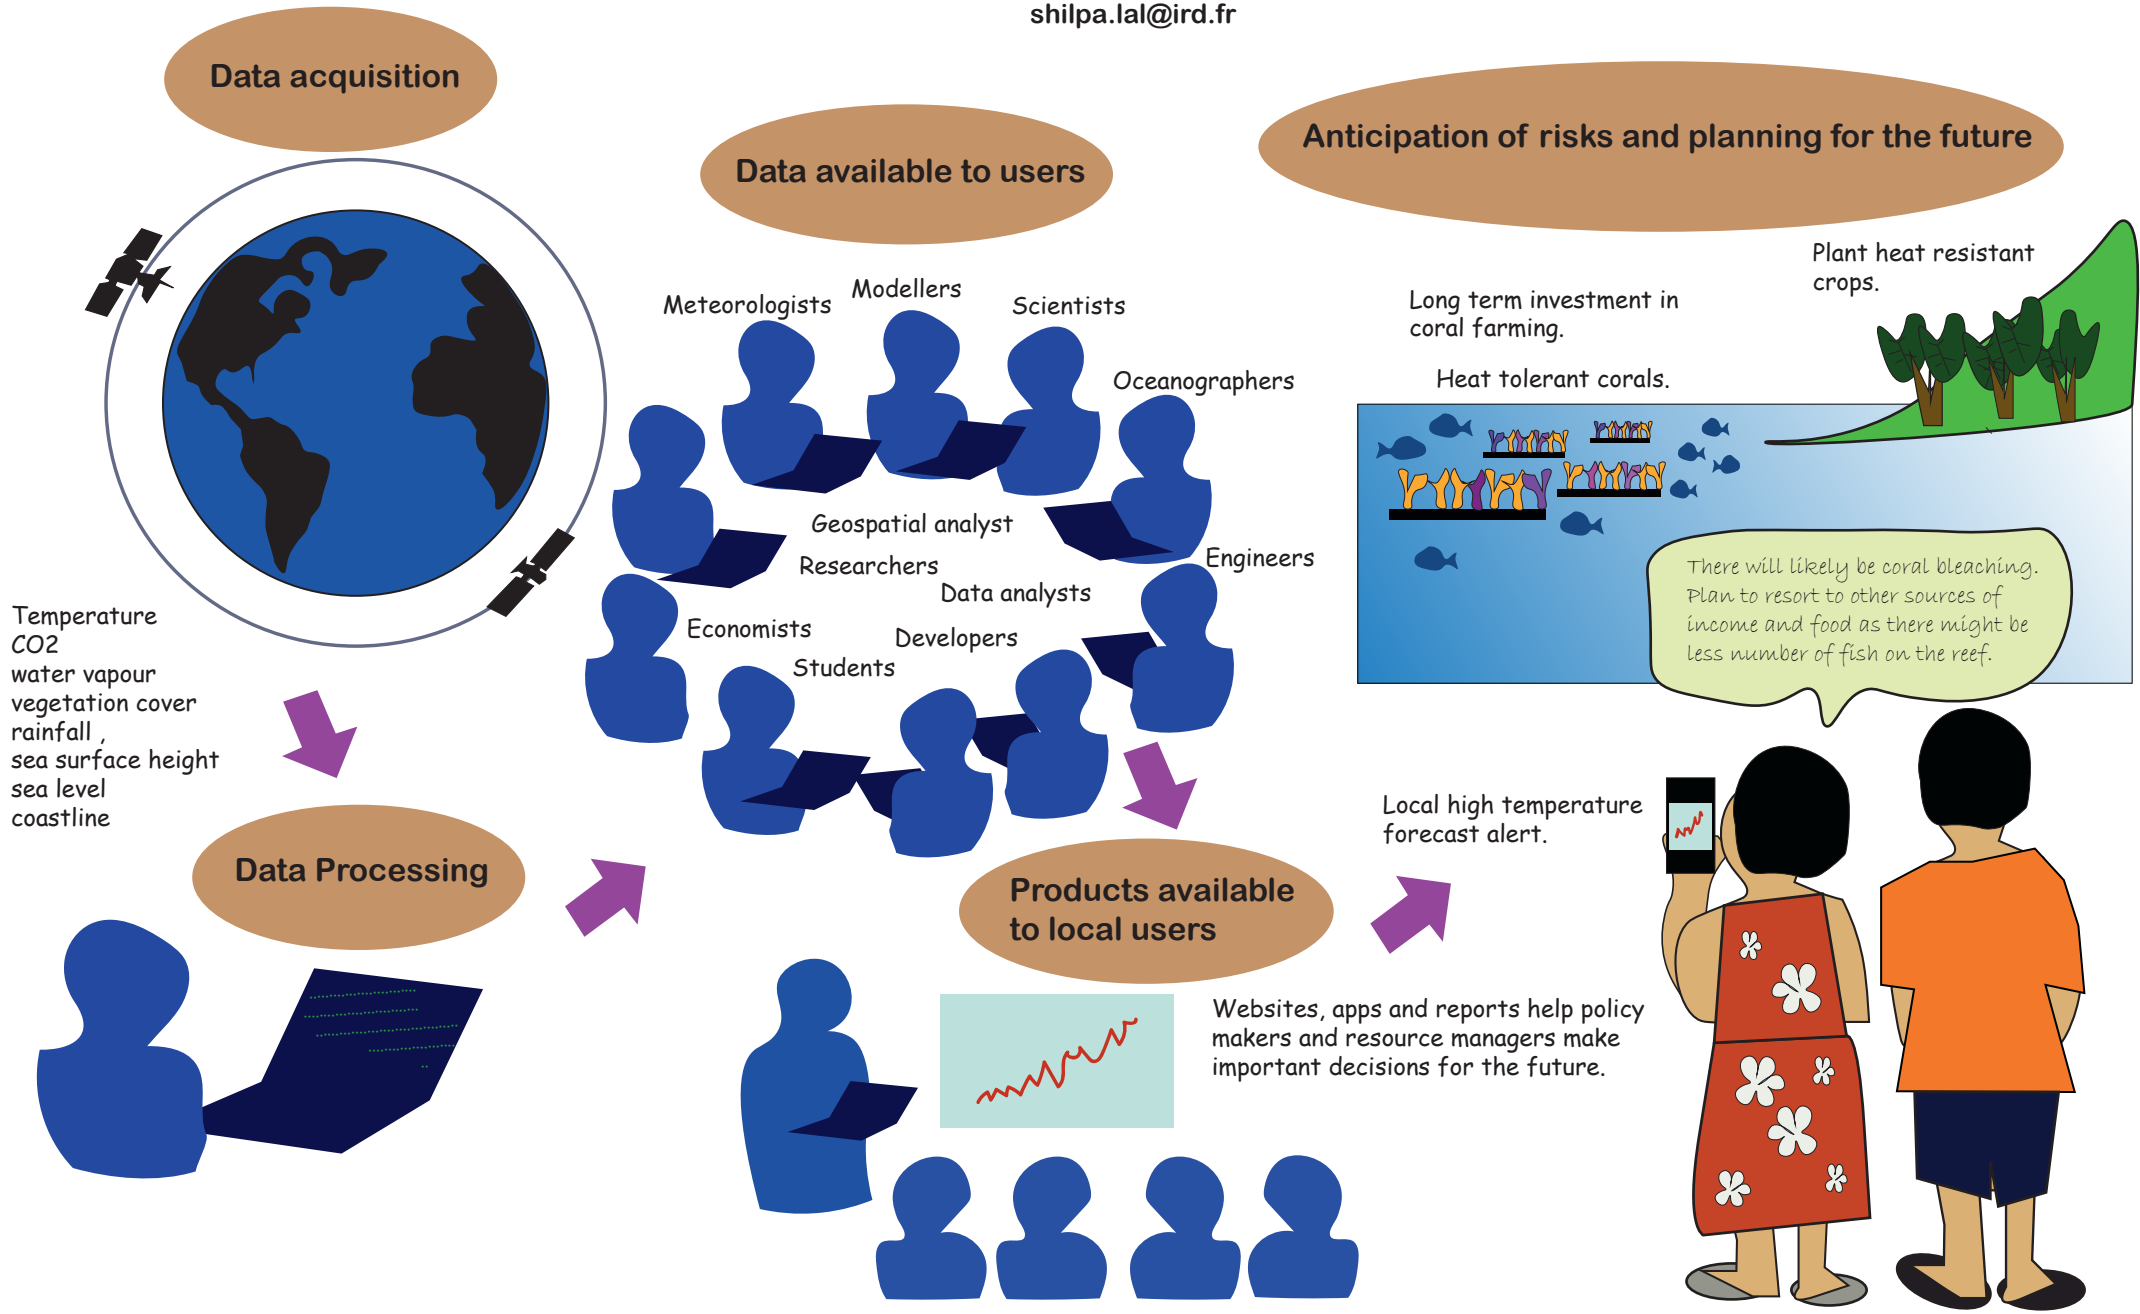 shilpa.lal@ird.fr
Data acquisition
Temperature
CO2
water vapour
vegetation cover
rainfall ,
sea surface height
sea level
coastline
Data Processing
Data available to users
Meteorologists
Modellers
Scientists
Oceanographers
Geospatial analyst
Researchers
Engineers
Data analysts
Economists
Developers
Students
Products available
to local users
Websites, apps and reports help policy
makers and resource managers make
important decisions for the future.
Anticipation of risks and planning for the future
Plant heat resistant
crops.
Long term investment in
coral farming.
Heat tolerant corals.
There will likely be coral bleaching.
Plan to resort to other sources of
income and food as there might be
less number of fish on the reef.
Local high temperature
forecast alert.